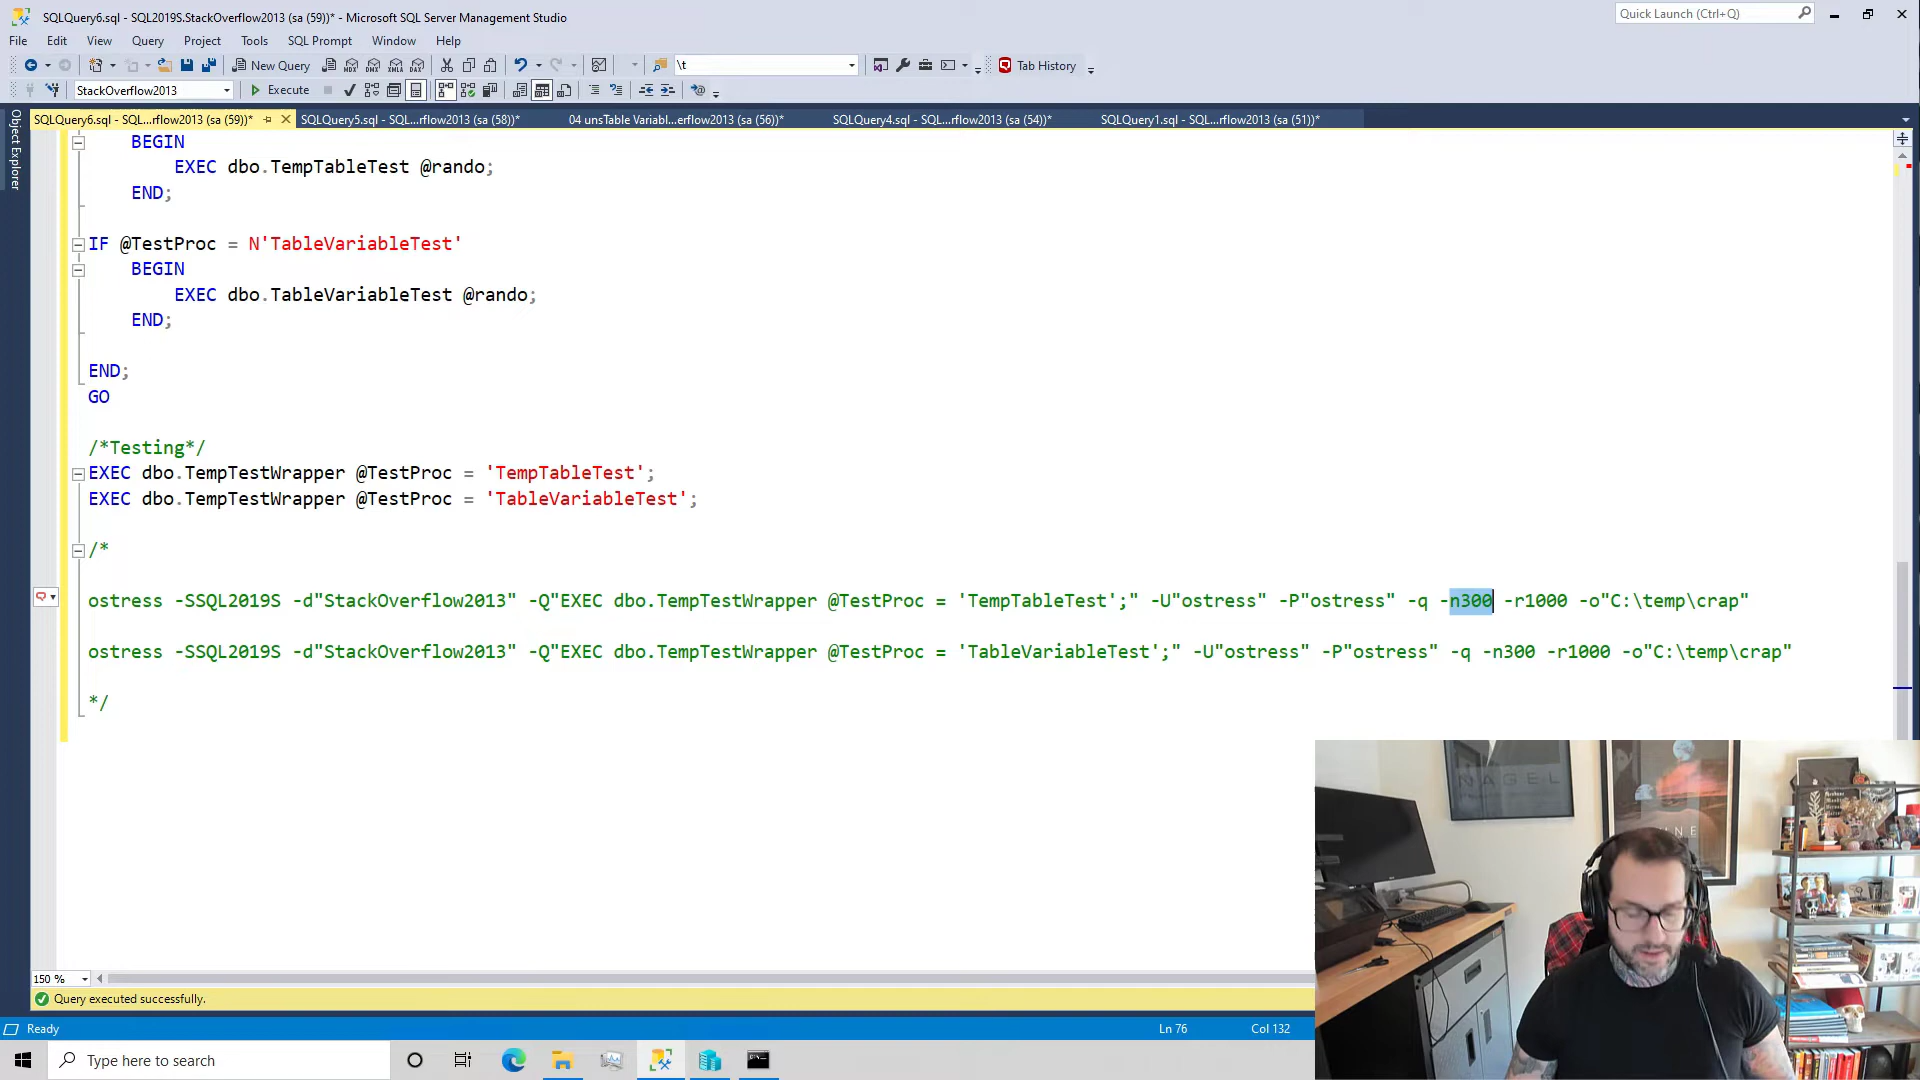 SQLQuery6.sql - SQL2019S.StackOverflow2013 (sa (59))* - Microsoft SQL Server Management Studio
Quick Launch (Ctrl+Q)
File Edit View Query Project Tools SQL Prompt Window Help
New Query
\t
Tab History
StackOverflow2013
Execute
SQLQuery6.sql - SQL...rflow2013 (sa (59))*
SQLQuery5.sql - SQL...rflow2013 (sa (58))*
04 unsTable Variabl...erflow2013 (sa (56))*
SQLQuery4.sql - SQL...rflow2013 (sa (54))*
SQLQuery1.sql - SQL...rflow2013 (sa (51))*
Object Explorer
BEGIN
EXEC dbo.TempTableTest @rando;
END;
IF @TestProc = N'TableVariableTest'
BEGIN
EXEC dbo.TableVariableTest @rando;
END;
END;
GO
/*Testing*/
EXEC dbo.TempTestWrapper @TestProc = 'TempTableTest';
EXEC dbo.TempTestWrapper @TestProc = 'TableVariableTest';
/*
ostress -SSQL2019S -d"StackOverflow2013" -Q"EXEC dbo.TempTestWrapper @TestProc = 'TempTableTest';" -U"ostress" -P"ostress" -q -n300 -r1000 -o"C:\temp\crap"
ostress -SSQL2019S -d"StackOverflow2013" -Q"EXEC dbo.TempTestWrapper @TestProc = 'TableVariableTest';" -U"ostress" -P"ostress" -q -n300 -r1000 -o"C:\temp\crap"
*/
NAGEL
150 %
Query executed successfully.
Ready
Ln 76
Col 132
Type here to search